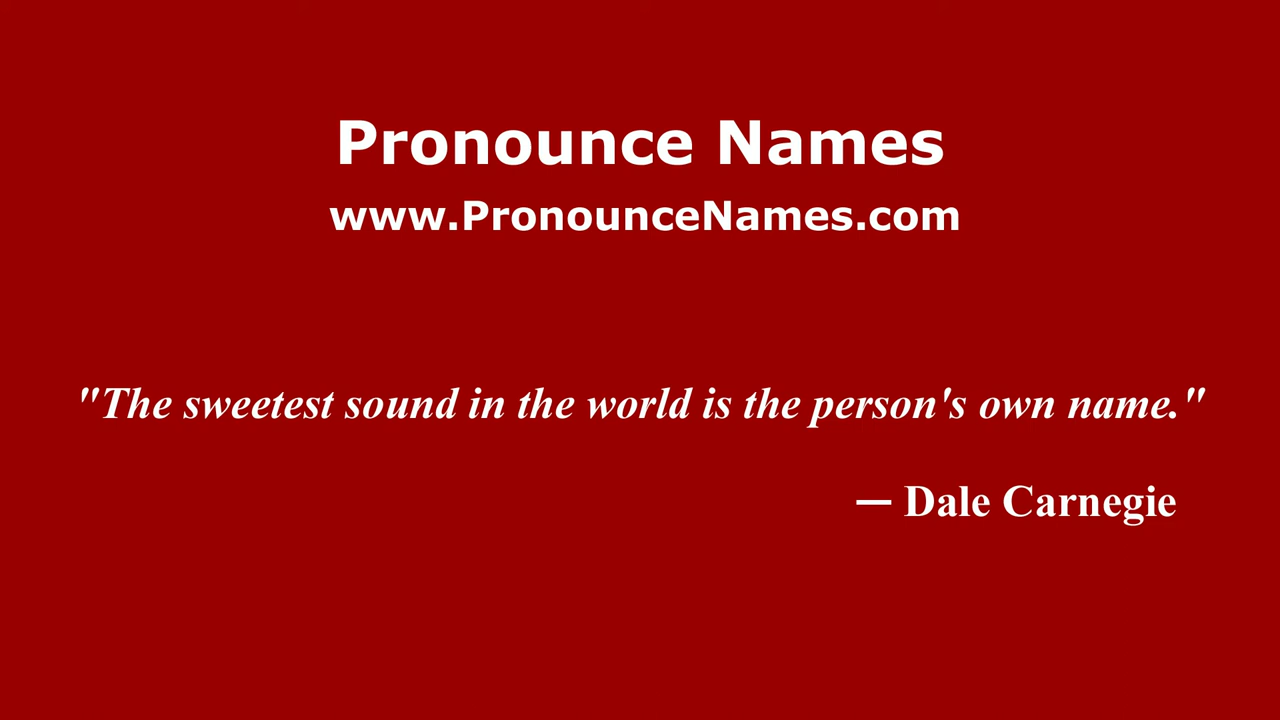 Pronounce Names
www.PronounceNames.com
"The sweetest sound in the world is the person's own name."
— Dale Carnegie